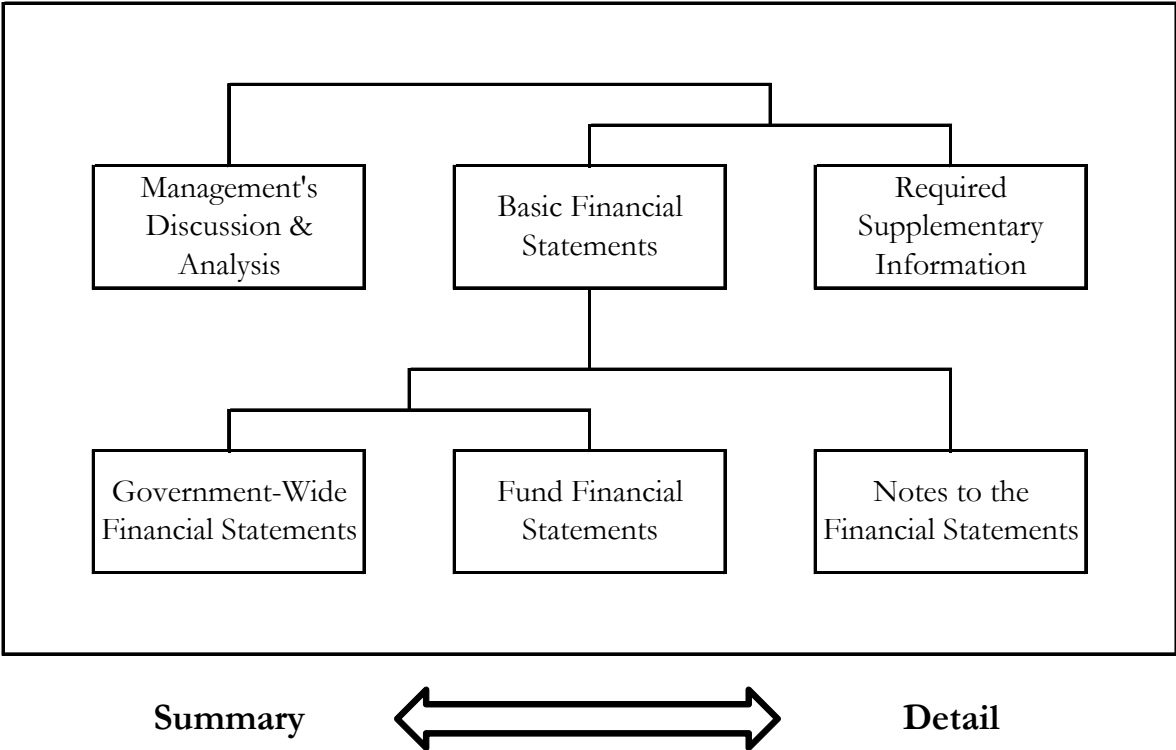 Management's
Discussion &
Analysis
Basic Financial
Statements
Required
Supplementary
Information
Government-Wide
Financial Statements
Fund Financial
Statements
Notes to the
Financial Statements
Summary
Detail